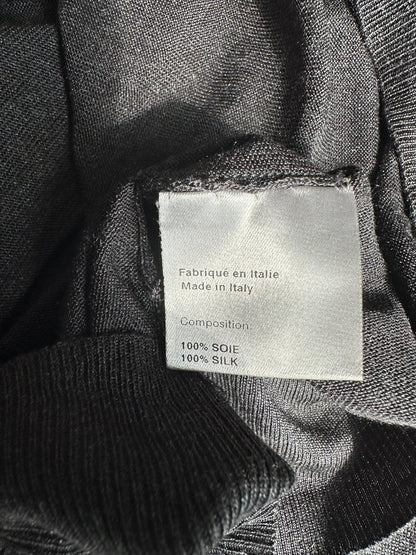 Fabriqué en Italie
Made in Italy
Composition:
100% SOIE
100% SILK